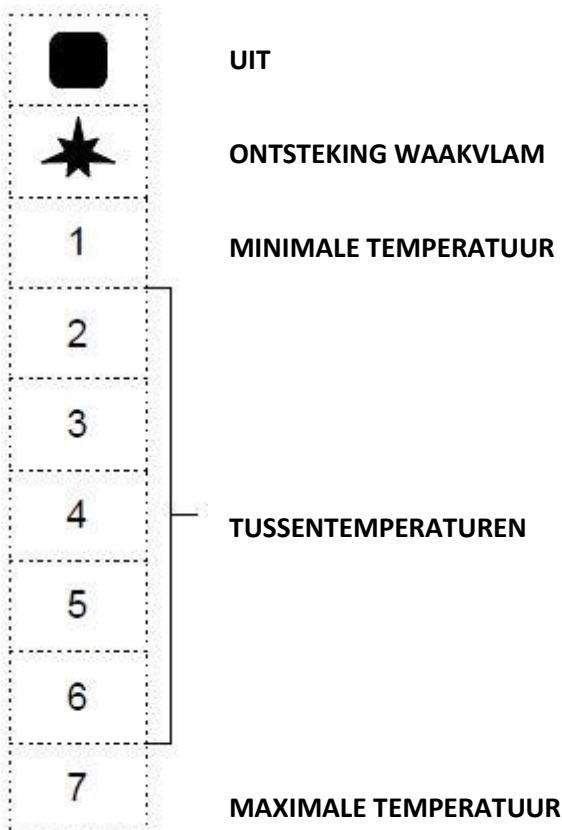 UIT
ONTSTEKING WAAKVLAM
1 MINIMALE TEMPERATUUR
2
3
4 TUSSENTEMPERATUREN
5
6
7 MAXIMALE TEMPERATUUR